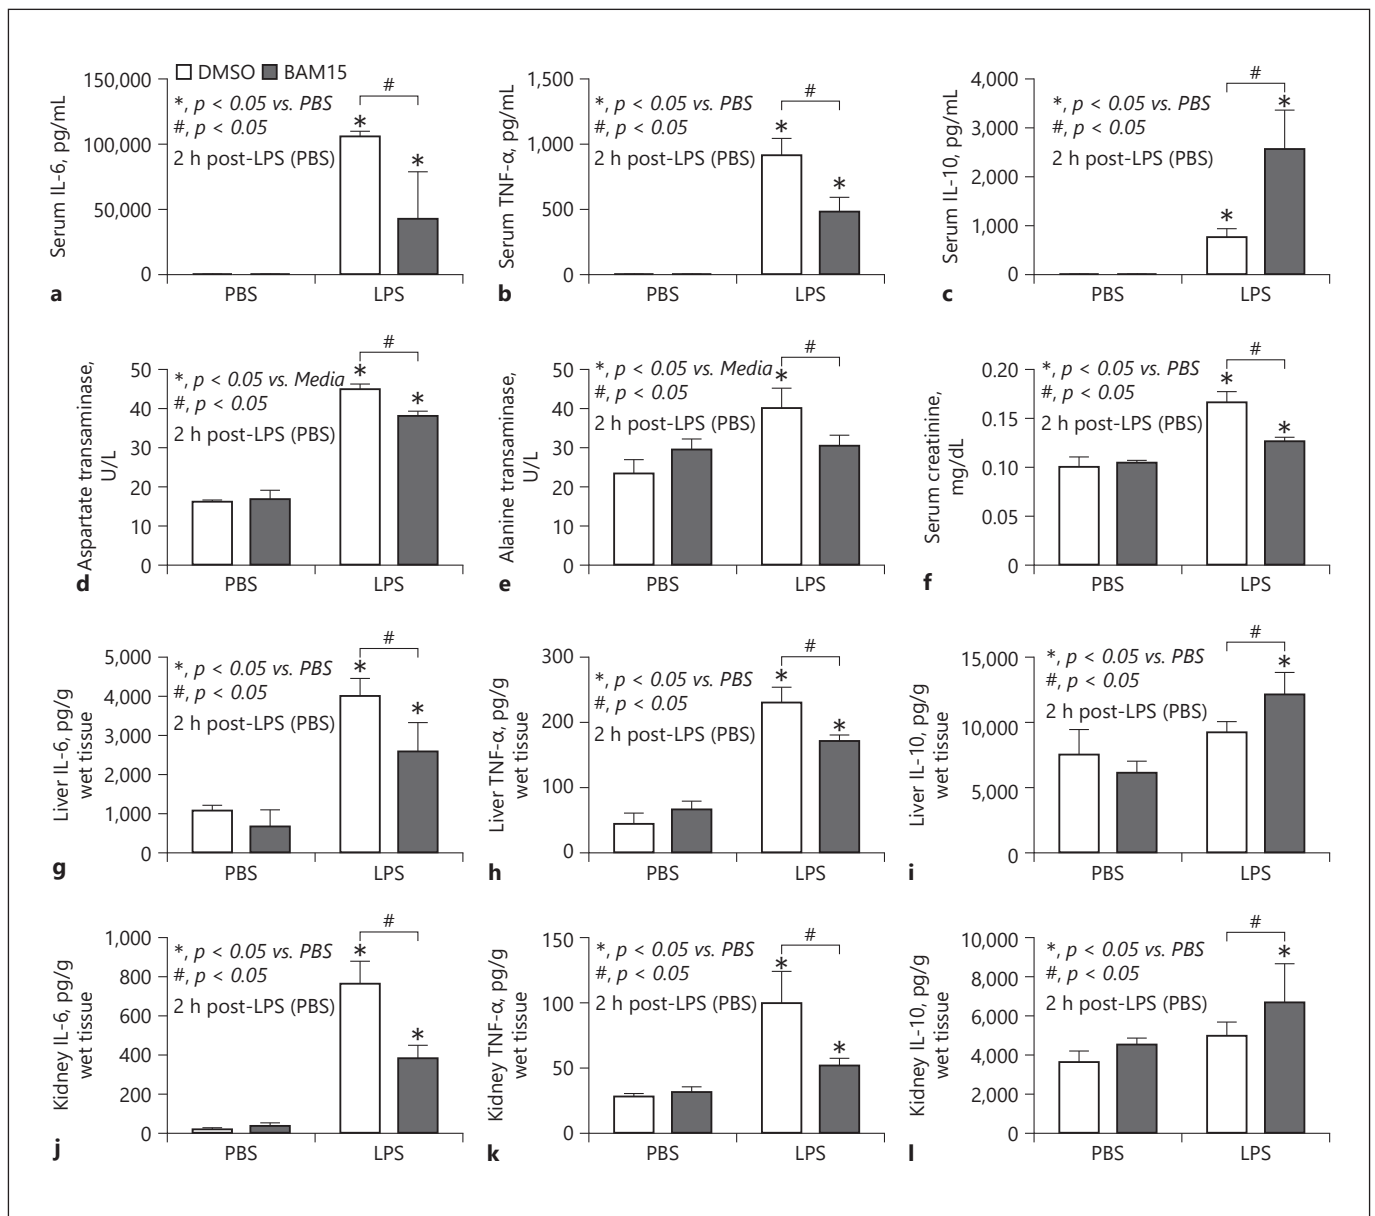 DMSO BAM15
Serum IL-6, pg/mL
150,000
100,000
50,000
0
*, p < 0.05 vs. PBS
#, p < 0.05
2 h post-LPS (PBS)
#
*
*
PBS
LPS
a
Serum TNF-α, pg/mL
1,500
1,000
500
0
*, p < 0.05 vs. PBS
#, p < 0.05
2 h post-LPS (PBS)
#
*
*
PBS
LPS
b
Serum IL-10, pg/mL
4,000
3,000
2,000
1,000
0
*, p < 0.05 vs. PBS
#, p < 0.05
2 h post-LPS (PBS)
#
*
*
PBS
LPS
c
Aspartate transaminase,
U/L
50
40
30
20
10
0
*, p < 0.05 vs. Media
#, p < 0.05
2 h post-LPS (PBS)
#
*
*
PBS
LPS
d
Alanine transaminase,
U/L
50
40
30
20
10
0
*, p < 0.05 vs. Media
#, p < 0.05
2 h post-LPS (PBS)
#
*
PBS
LPS
e
Serum creatinine,
mg/dL
0.20
0.15
0.10
0.05
0
*, p < 0.05 vs. PBS
#, p < 0.05
2 h post-LPS (PBS)
#
*
*
PBS
LPS
f
Liver IL-6, pg/g
wet tissue
5,000
4,000
3,000
2,000
1,000
0
*, p < 0.05 vs. PBS
#, p < 0.05
2 h post-LPS (PBS)
#
*
*
PBS
LPS
g
Liver TNF-α, pg/g
wet tissue
300
200
100
0
*, p < 0.05 vs. PBS
#, p < 0.05
2 h post-LPS (PBS)
#
*
*
PBS
LPS
h
Liver IL-10, pg/g
wet tissue
15,000
10,000
5,000
0
*, p < 0.05 vs. PBS
#, p < 0.05
2 h post-LPS (PBS)
#
*
PBS
LPS
i
Kidney IL-6, pg/g
wet tissue
1,000
800
600
400
200
0
*, p < 0.05 vs. PBS
#, p < 0.05
2 h post-LPS (PBS)
#
*
*
PBS
LPS
j
Kidney TNF-α, pg/g
wet tissue
150
100
50
0
*, p < 0.05 vs. PBS
#, p < 0.05
2 h post-LPS (PBS)
#
*
*
PBS
LPS
k
Kidney IL-10, pg/g
wet tissue
10,000
8,000
6,000
4,000
2,000
0
*, p < 0.05 vs. PBS
#, p < 0.05
2 h post-LPS (PBS)
#
*
PBS
LPS
l